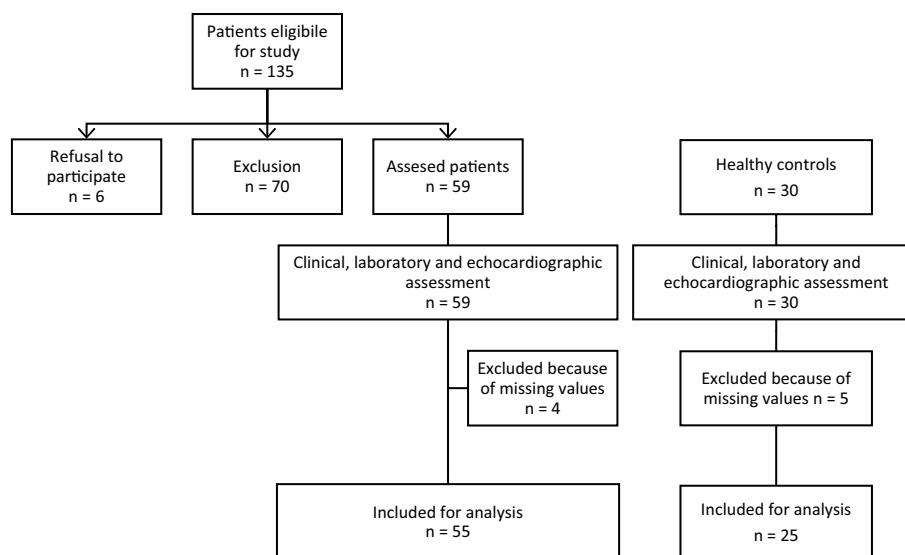 Patients eligibile
for study
n = 135
Refusal to
participate
n = 6
Exclusion
n = 70
Assesed patients
n = 59
Healthy controls
n = 30
Clinical, laboratory and echocardiographic
assessment
n = 59
Clinical, laboratory and
echocardiographic assessment
n = 30
Excluded because
of missing values
n = 4
Excluded because of
missing values n = 5
Included for analysis
n = 55
Included for analysis
n = 25